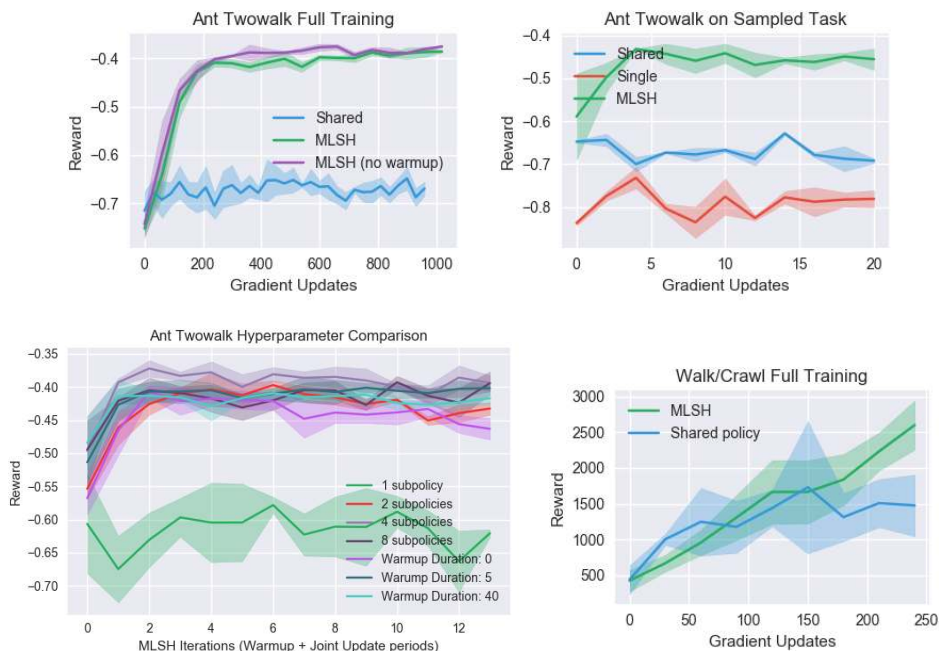 Ant Twowalk Full Training
−0.4
−0.5
−0.6
−0.7
Reward
Shared
MLSH
MLSH (no warmup)
0 200 400 600 800 1000
Gradient Updates
Ant Twowalk on Sampled Task
−0.4
−0.5
−0.6
−0.7
−0.8
Reward
Shared
Single
MLSH
0 5 10 15 20
Gradient Updates
Ant Twowalk Hyperparameter Comparison
−0.35
−0.40
−0.45
−0.50
−0.55
−0.60
−0.65
−0.70
Reward
1 subpolicy
2 subpolicies
4 subpolicies
8 subpolicies
Warmup Duration: 0
Warump Duration: 5
Warmup Duration: 40
0 2 4 6 8 10 12
MLSH Iterations (Warmup + Joint Update periods)
Walk/Crawl Full Training
3000
2500
2000
1500
1000
500
Reward
MLSH
Shared policy
0 50 100 150 200 250
Gradient Updates